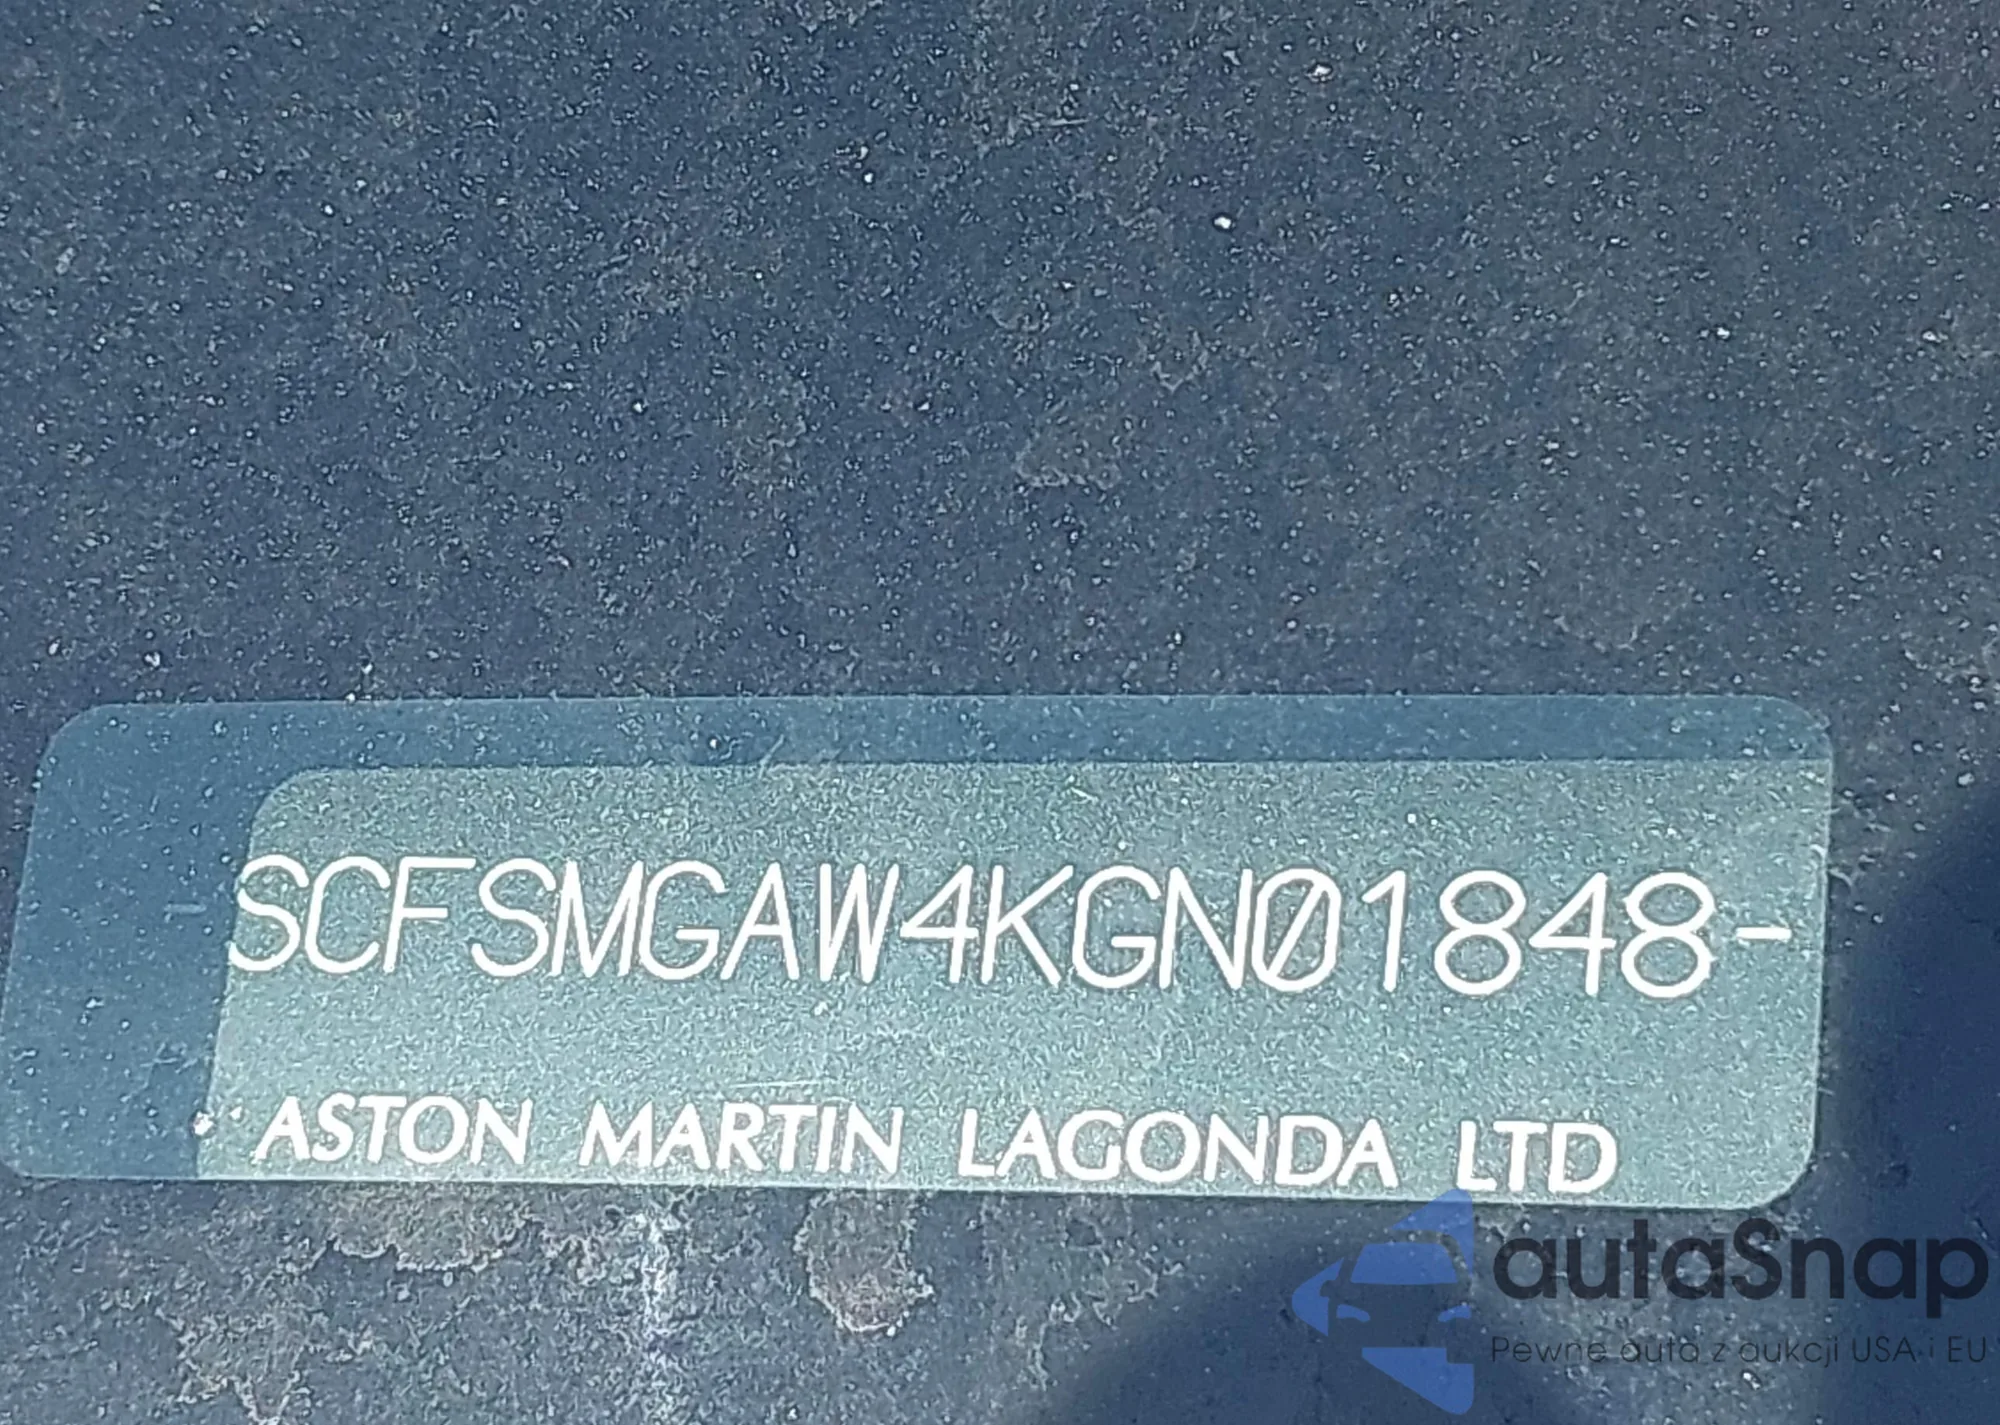 SCFSMGAW4KGN01848-
ASTON MARTIN LAGONDA LTD
autaSnap
Pewne auta z aukcji USA i EU